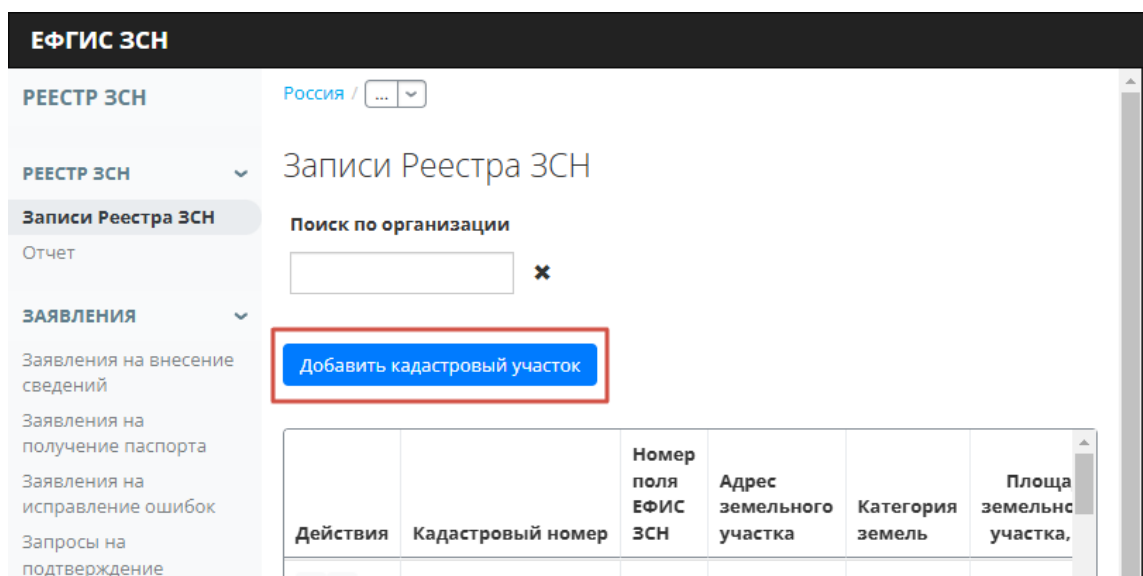 ЕФГИС ЗСН
РЕЕСТР ЗСН
РЕЕСТР ЗСН
Записи Реестра ЗСН
Отчет
ЗАЯВЛЕНИЯ
Заявления на внесение
сведений
Заявления на
получение паспорта
Заявления на
исправление ошибок
Запросы на
подтверждение
Россия / ...
Записи Реестра ЗСН
Поиск по организации
Добавить кадастровый участок
Действия
Кадастровый номер
Номер
поля
ЕФИС
ЗСН
Адрес
земельного
участка
Категория
земель
Площа
земельно
участка,